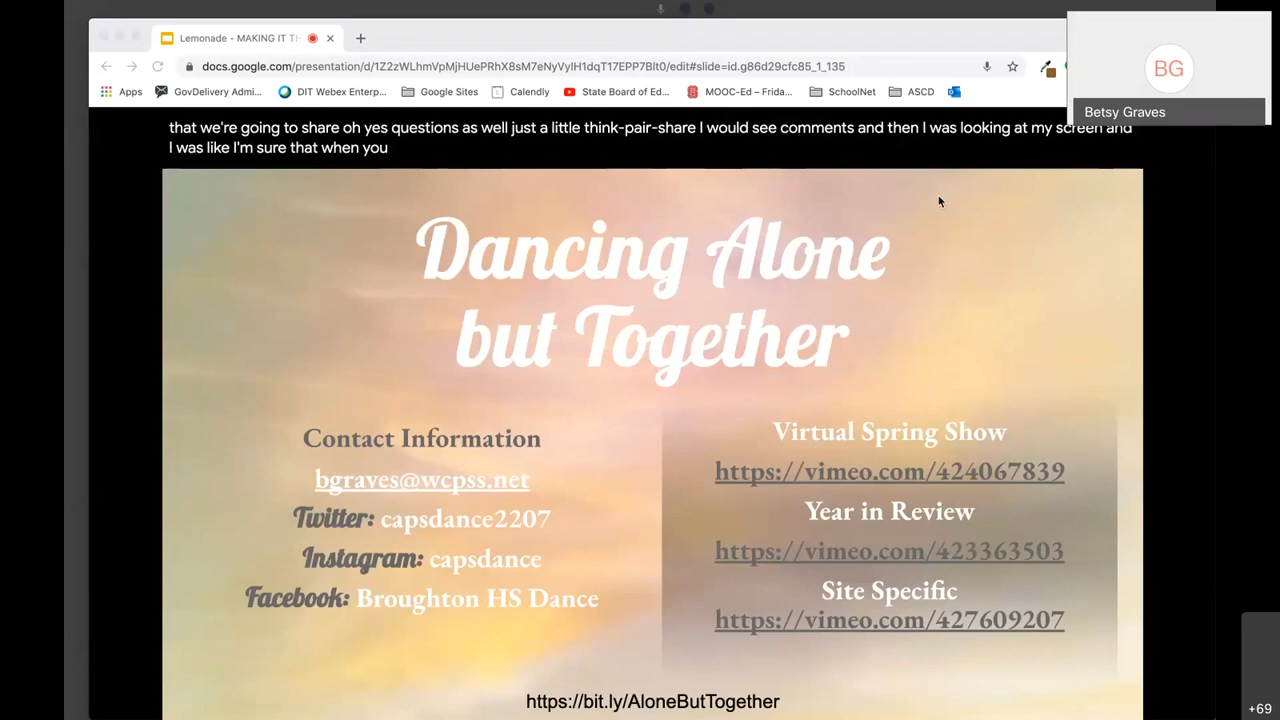 Lemonade - MAKING IT TH
docs.google.com/presentation/d/1Z2zWLhmVpMjHUePRhX8sM7eNyVyIH1dqT17EPP7Blt0/edit#slide=id.g86d29cfc85_1_135
BG
Apps GovDelivery Admi... DIT Webex Enterp... Google Sites Calendly State Board of Ed... MOOC-Ed – Frida... SchoolNet ASCD
Betsy Graves
that we're going to share oh yes questions as well just a little think-pair-share I would see comments and then I was looking at my screen and
I was like I'm sure that when you
Dancing Alone
but Together
Contact Information
bgraves@wcpss.net
Twitter: capsdance2207
Instagram: capsdance
Facebook: Broughton HS Dance
Virtual Spring Show
https://vimeo.com/424067839
Year in Review
https://vimeo.com/423363503
Site Specific
https://vimeo.com/427609207
https://bit.ly/AloneButTogether
+69